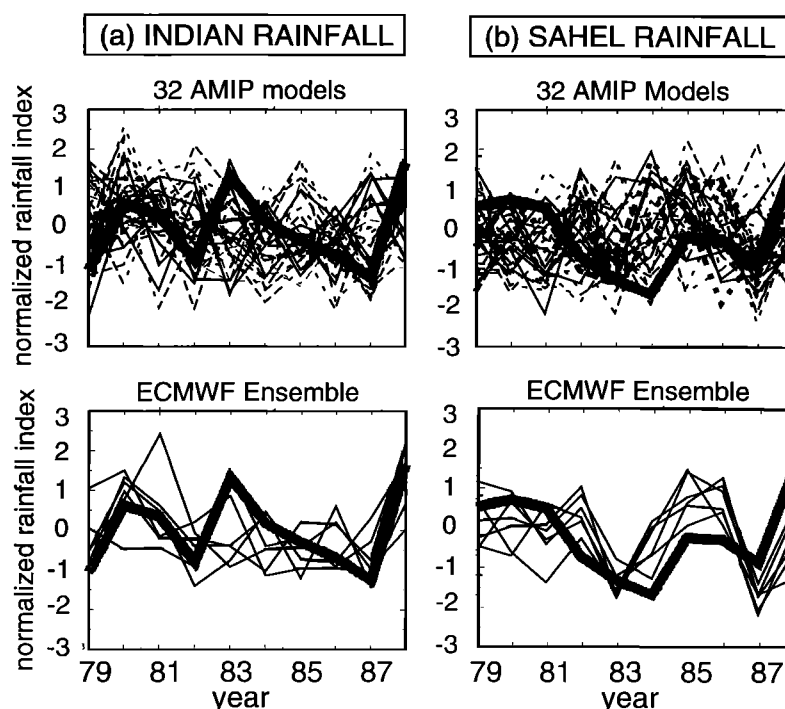 (a) INDIAN RAINFALL
(b) SAHEL RAINFALL
32 AMIP models
32 AMIP Models
normalized rainfall index
3
2
1
0
-1
-2
-3
3
2
1
0
-1
-2
-3
ECMWF Ensemble
ECMWF Ensemble
normalized rainfall index
3
2
1
0
-1
-2
-3
3
2
1
0
-1
-2
-3
79 81 83 85 87
79 81 83 85 87
year
year